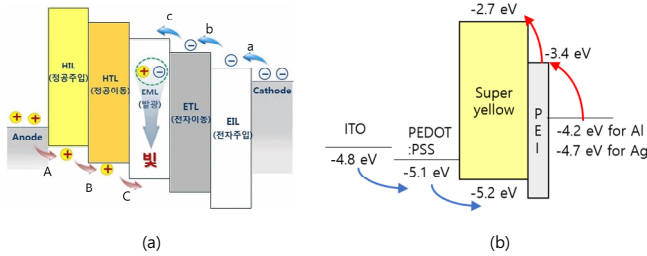 c
b
a
HIL
(정공주입)
HTL
(정공이동)
EML
(발광)
ETL
(전자이동)
EIL
(전자주입)
Cathode
Anode
빛
A
B
C
(a)
-2.7 eV
-3.4 eV
Super
yellow
P
E
I
ITO
-4.8 eV
PEDOT
:PSS
-5.1 eV
-4.2 eV for Al
-4.7 eV for Ag
-5.2 eV
(b)